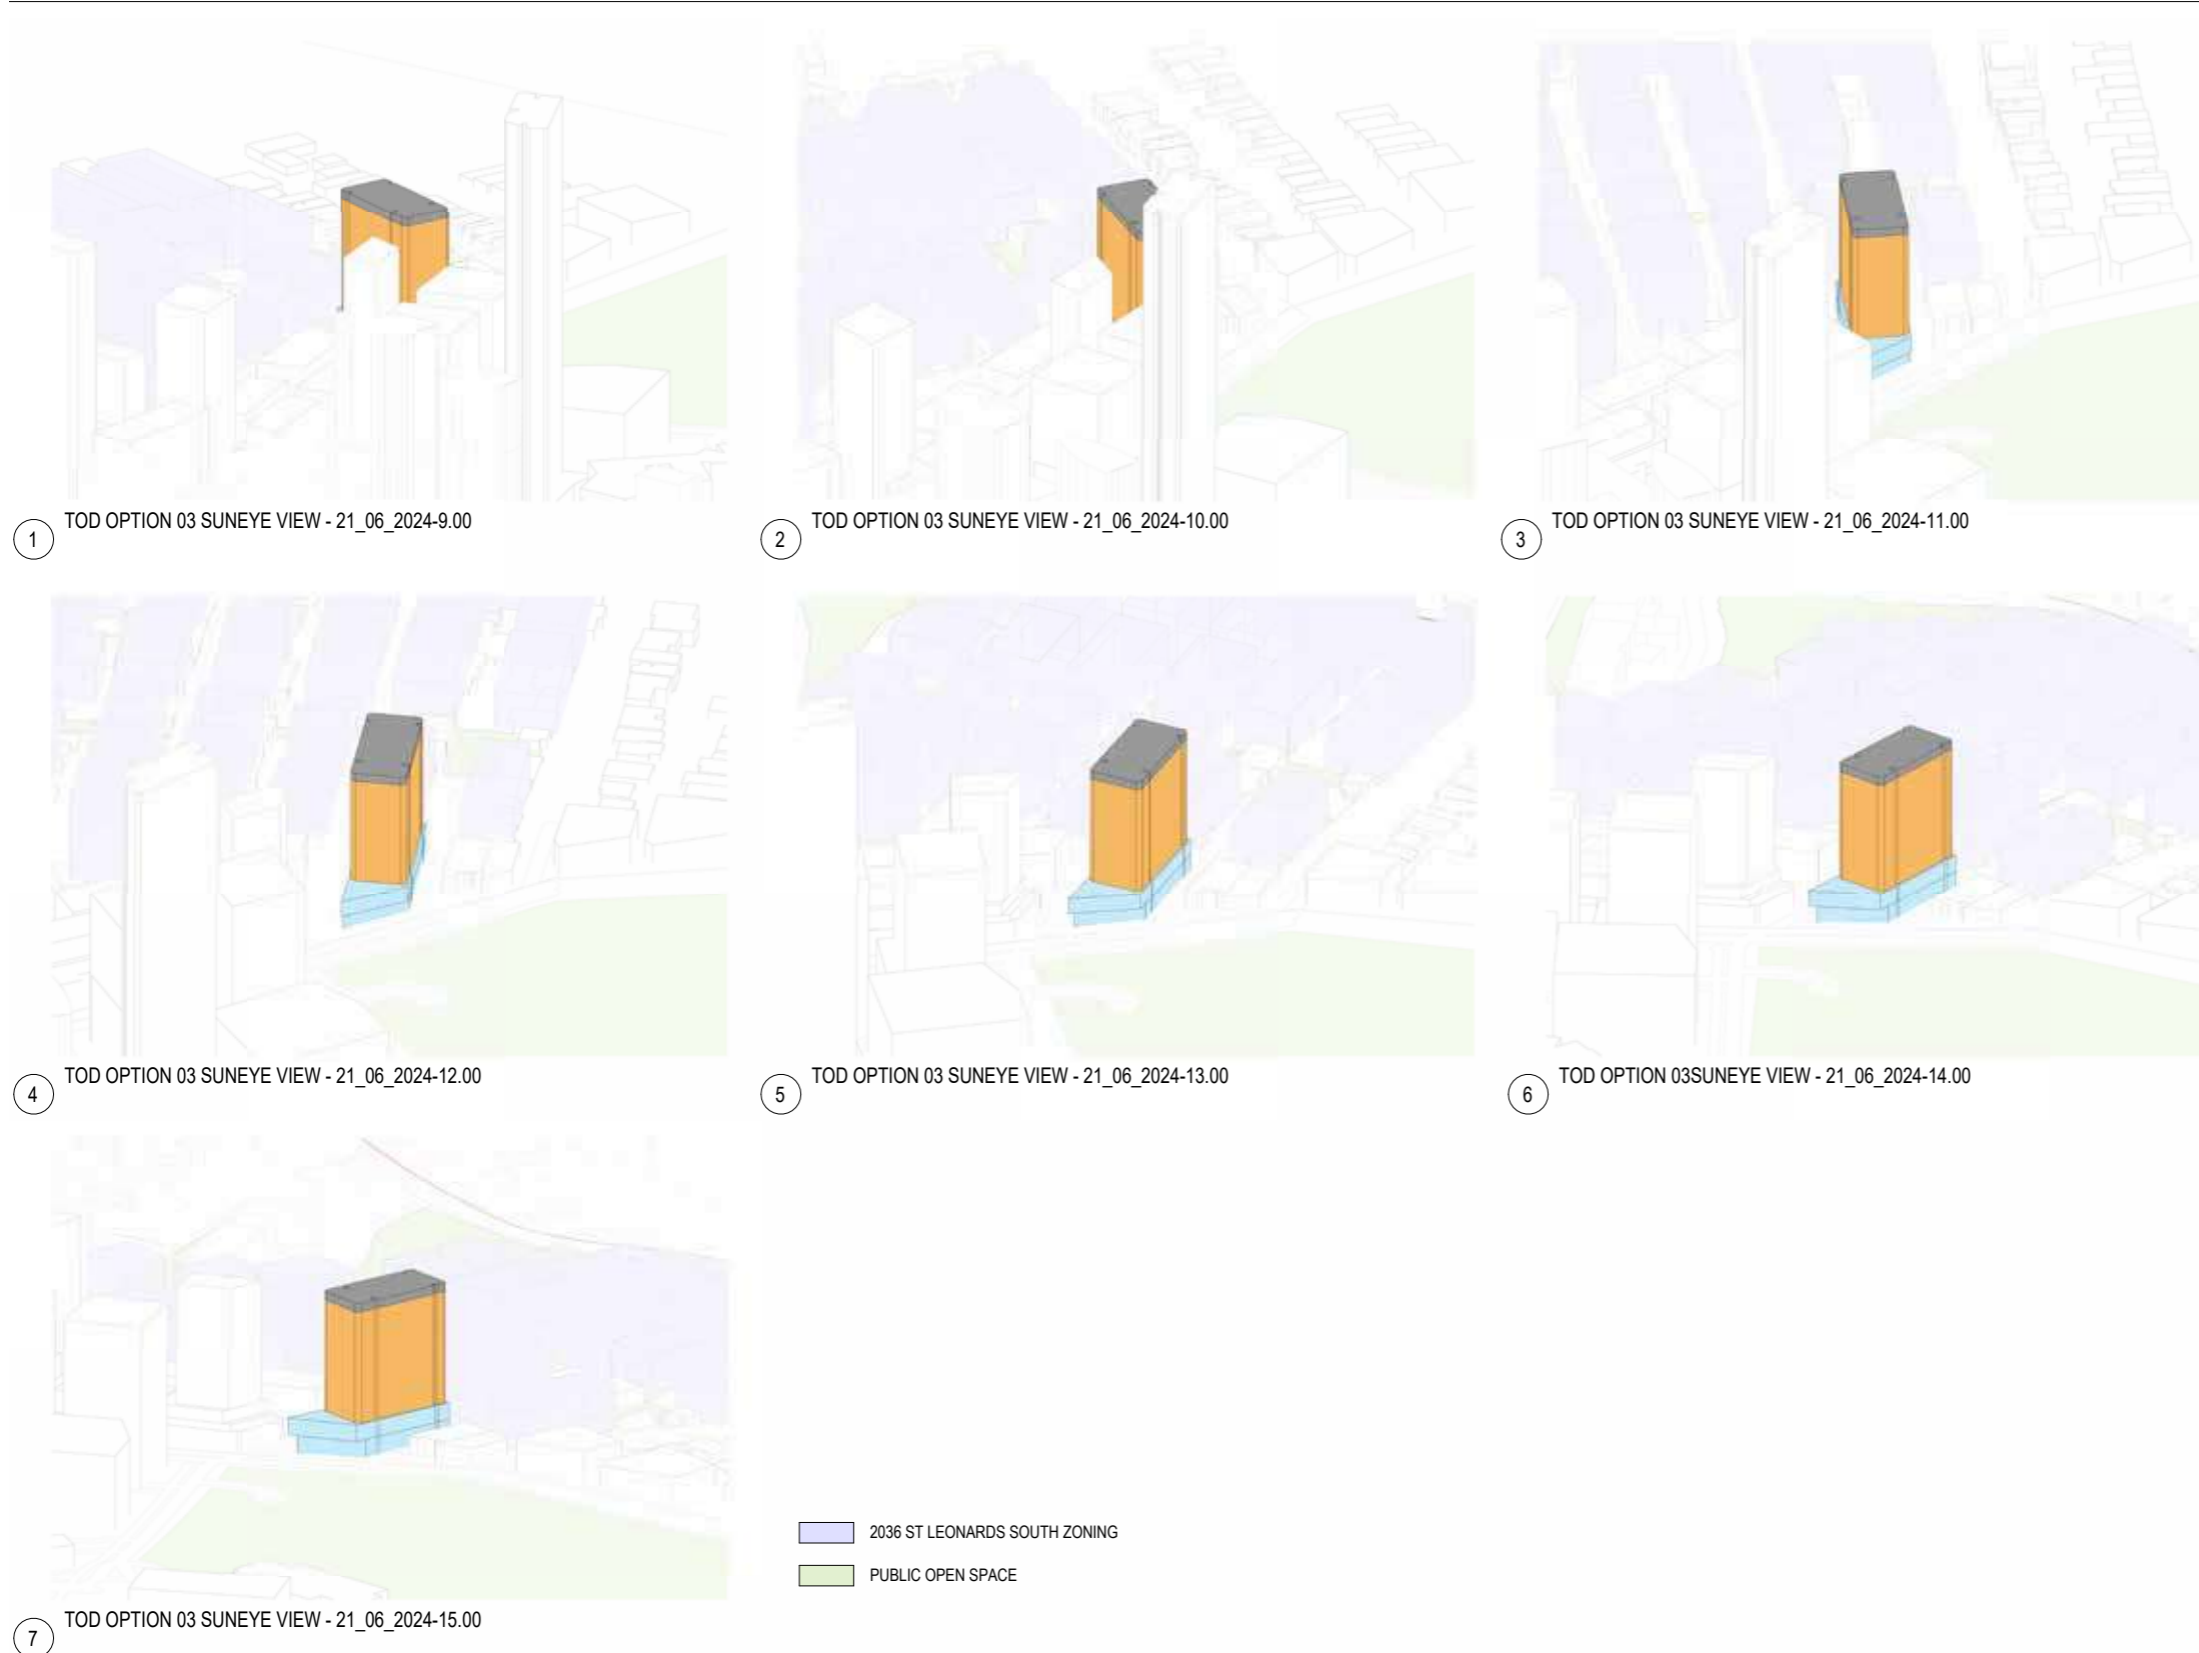 1
TOD OPTION 03 SUNEYE VIEW - 21_06_2024-9.00
2
TOD OPTION 03 SUNEYE VIEW - 21_06_2024-10.00
3
TOD OPTION 03 SUNEYE VIEW - 21_06_2024-11.00
4
TOD OPTION 03 SUNEYE VIEW - 21_06_2024-12.00
5
TOD OPTION 03 SUNEYE VIEW - 21_06_2024-13.00
6
TOD OPTION 03SUNEYE VIEW - 21_06_2024-14.00
7
TOD OPTION 03 SUNEYE VIEW - 21_06_2024-15.00
2036 ST LEONARDS SOUTH ZONING
PUBLIC OPEN SPACE